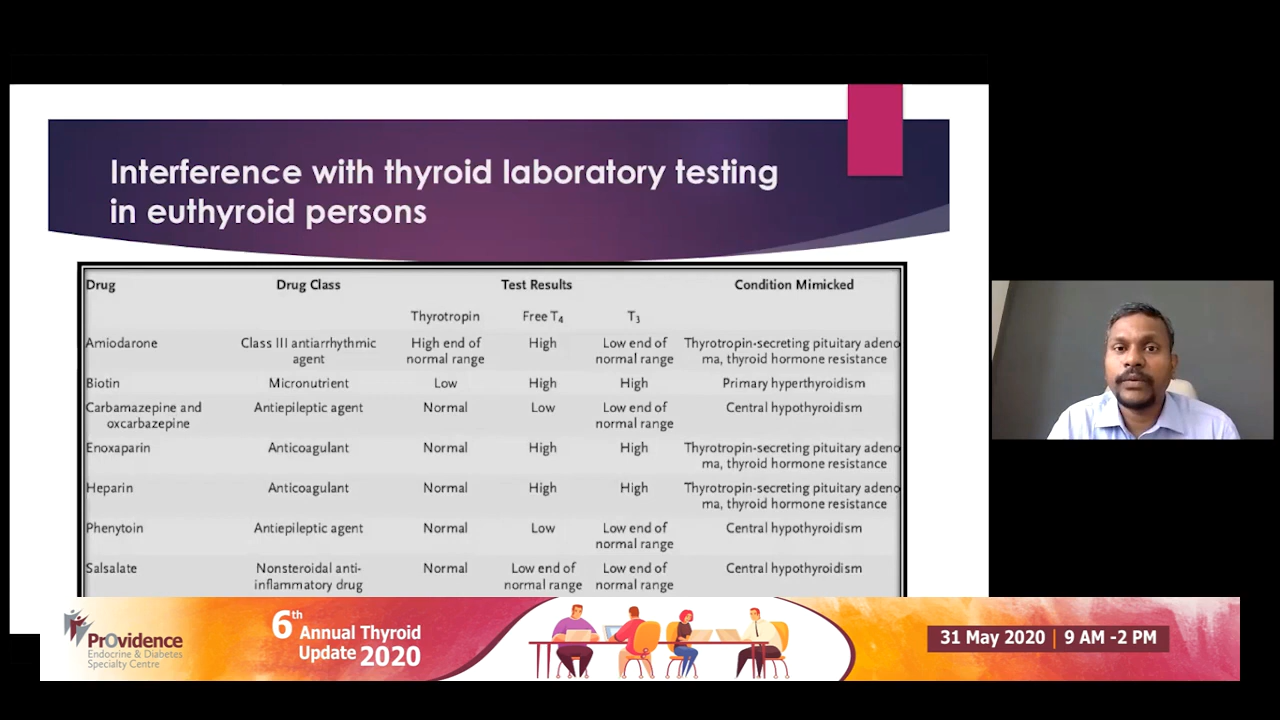 Interference with thyroid laboratory testing
in euthyroid persons
Drug Drug Class Test Results Condition Mimicked
Thyrotropin Free T4 T3
Amiodarone Class III antiarrhythmic High end of High Low end of Thyrotropin-secreting pituitary adeno
agent normal range normal range ma, thyroid hormone resistance
Biotin Micronutrient Low High High Primary hyperthyroidism
Carbamazepine and Antiepileptic agent Normal Low Low end of Central hypothyroidism
oxcarbazepine normal range
Enoxaparin Anticoagulant Normal High High Thyrotropin-secreting pituitary adeno
ma, thyroid hormone resistance
Heparin Anticoagulant Normal High High Thyrotropin-secreting pituitary adeno
ma, thyroid hormone resistance
Phenytoin Antiepileptic agent Normal Low Low end of Central hypothyroidism
normal range
Salsalate Nonsteroidal anti- Normal Low end of Low end of Central hypothyroidism
inflammatory drug normal range normal range
PrOvidence
Endocrine & Diabetes
Specialty Centre
6th Annual Thyroid
Update 2020
31 May 2020 | 9 AM -2 PM